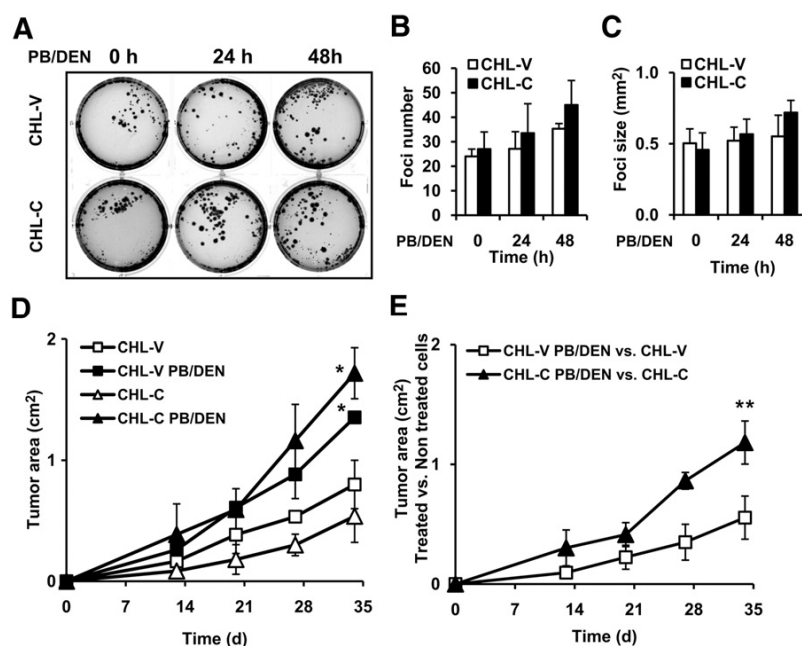 A
PB/DEN 0 h 24 h 48h
CHL-V
CHL-C
B
CHL-V
CHL-C
Foci number
60
50
40
30
20
10
0
PB/DEN 0 24 48
Time (h)
C
CHL-V
CHL-C
Foci size (mm2)
1.0
0.5
0.0
PB/DEN 0 24 48
Time (h)
D
CHL-V
CHL-V PB/DEN
CHL-C
CHL-C PB/DEN
*
*
Tumor area (cm2)
2
1
0
0 7 14 21 28 35
Time (d)
E
CHL-V PB/DEN vs. CHL-V
CHL-C PB/DEN vs. CHL-C
**
Tumor area (cm2)
Treated vs. Non treated cells
2
1
0
0 7 14 21 28 35
Time (d)